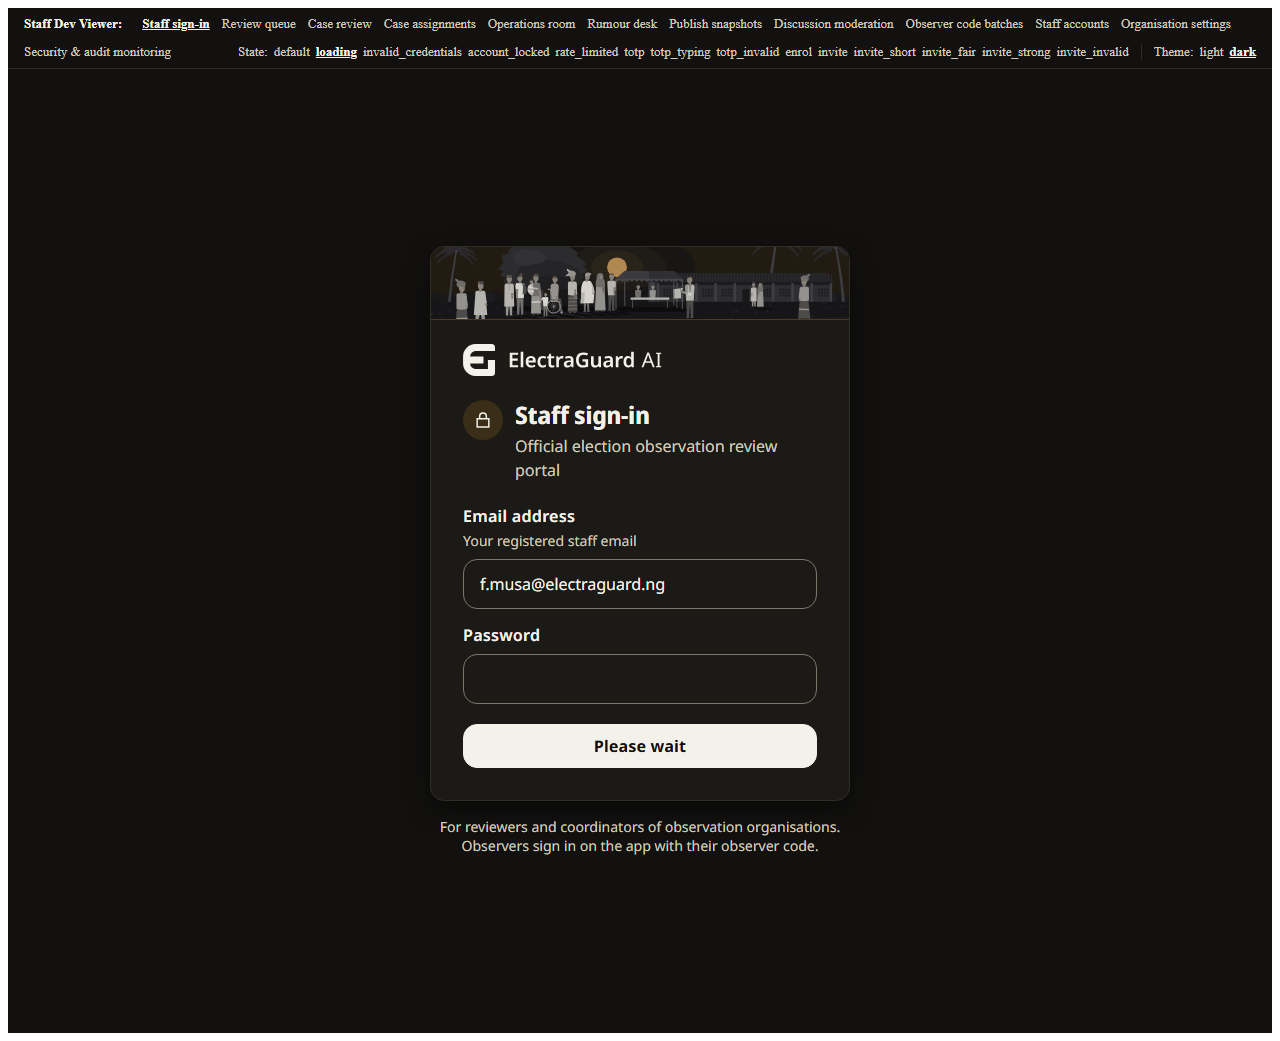 Staff Dev Viewer: Staff sign-in Review queue Case review Case assignments Operations room Rumour desk Publish snapshots Discussion moderation Observer code batches Staff accounts Organisation settings
Security & audit monitoring State: default loading invalid_credentials account_locked rate_limited totp totp_typing totp_invalid enrol invite invite_short invite_fair invite_strong invite_invalid Theme: light dark
ElectraGuard AI
Staff sign-in
Official election observation review
portal
Email address
Your registered staff email
f.musa@electraguard.ng
Password
Please wait
For reviewers and coordinators of observation organisations.
Observers sign in on the app with their observer code.